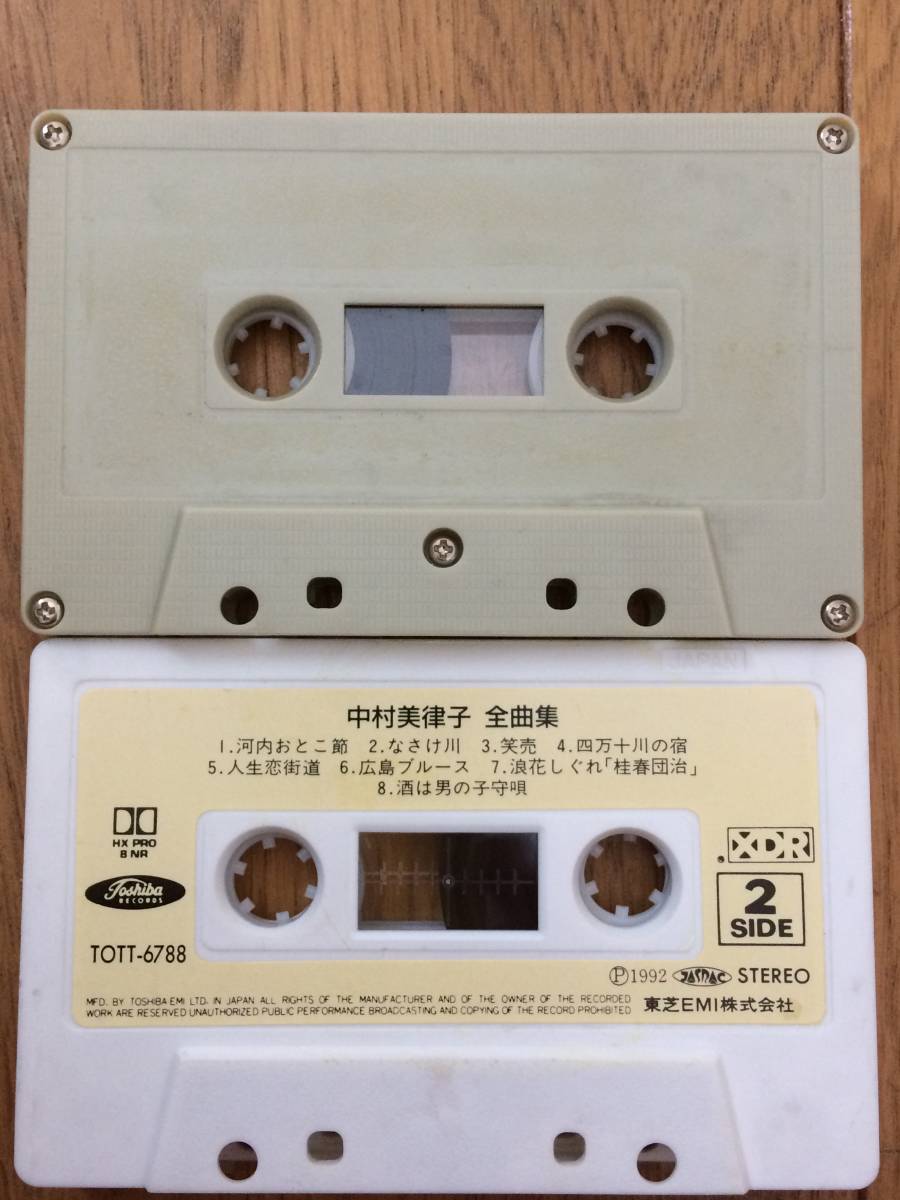 JAPAN
中村美律子 全曲集
1.河内おとこ節 2.なさけ川 3.笑売 4.四万十川の宿
5.人生恋街道 6.広島ブルース 7.浪花しぐれ「桂春団治」
8.酒は男の子守唄
HX PRO
B NR
XDR
Toshiba
RECORDS
2
SIDE
TOTT-6788
Ⓟ1992 JASRAC STEREO
MFD. BY TOSHIBA EMI LTD. IN JAPAN ALL RIGHTS OF THE MANUFACTURER AND OF THE OWNER OF THE RECORDED
WORK ARE RESERVED UNAUTHORIZED PUBLIC PERFORMANCE BROADCASTING AND COPYING OF THE RECORD PROHIBITED
東芝EMI株式会社